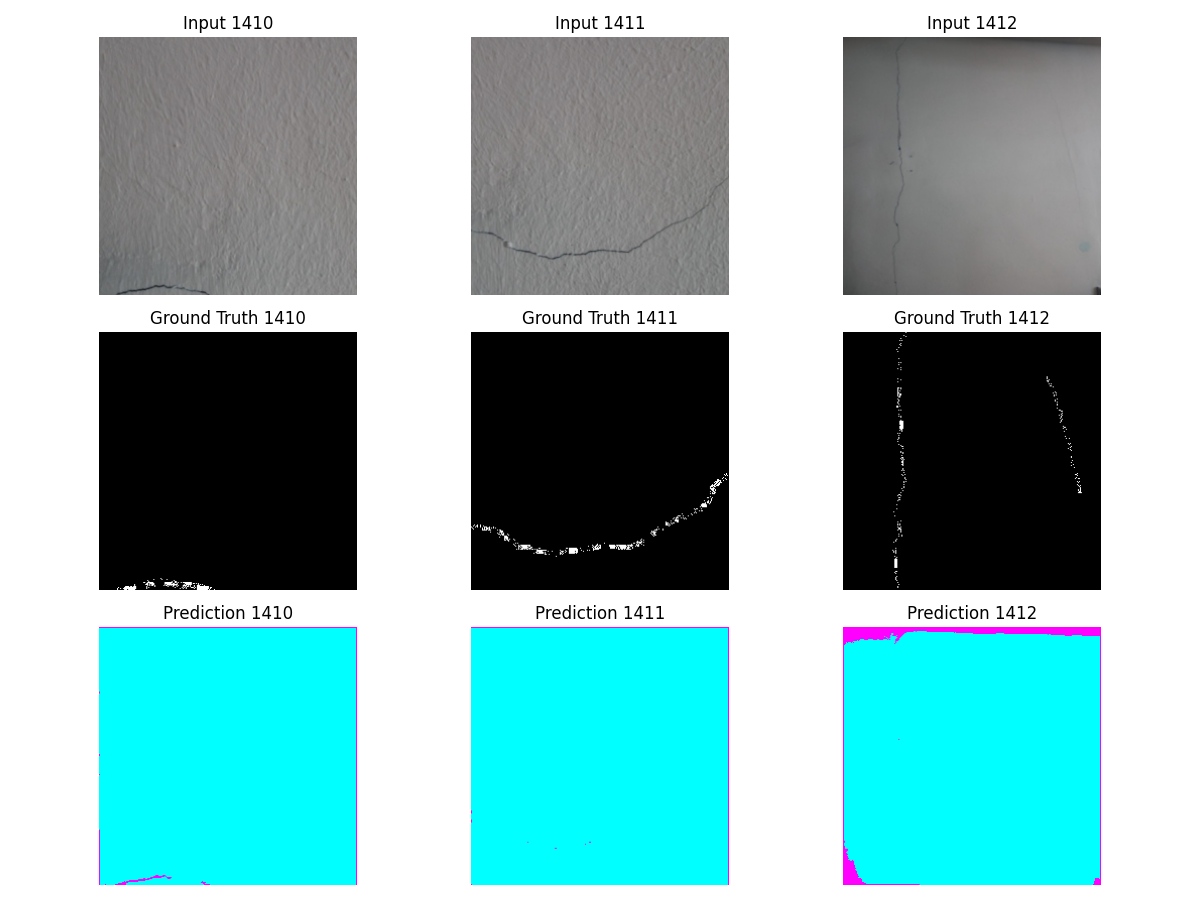 Input 1410
Input 1411
Input 1412
Ground Truth 1410
Ground Truth 1411
Ground Truth 1412
Prediction 1410
Prediction 1411
Prediction 1412